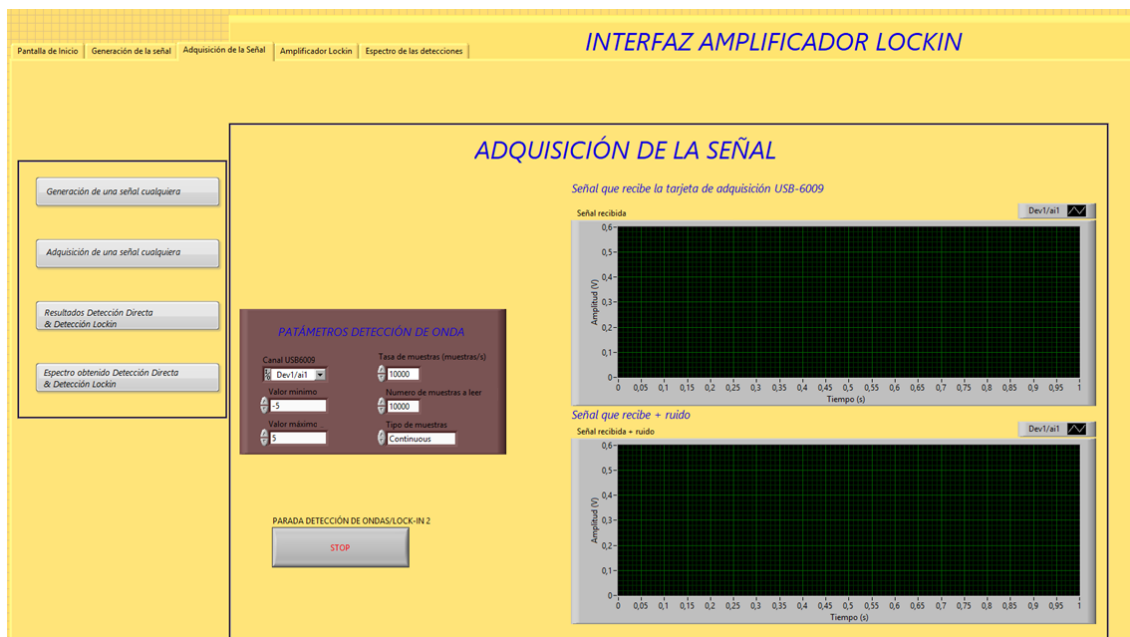 INTERFAZ AMPLIFICADOR LOCKIN
Pantalla de Inicio
Generación de la señal
Adquisición de la Señal
Amplificador Lockin
Espectro de las detecciones
Generación de una señal cualquiera
Adquisición de una señal cualquiera
Resultados Detección Directa
& Detección Lockin
Espectro obtenido Detección Directa
& Detección Lockin
ADQUISICIÓN DE LA SEÑAL
PATÁMETROS DETECCIÓN DE ONDA
Canal USB6009
Dev1/ai1
Tasa de muestras (muestras/s)
10000
Valor minimo
-5
Numero de muestras a leer
10000
Valor máximo
5
Tipo de muestras
Continuous
PARADA DETECCIÓN DE ONDAS/LOCK-IN 2
STOP
Señal que recibe la tarjeta de adquisición USB-6009
Señal recibida
Dev1/ai1
Amplitud (V)
0,6
0,5
0,4
0,3
0,2
0,1
0
0 0,05 0,1 0,15 0,2 0,25 0,3 0,35 0,4 0,45 0,5 0,55 0,6 0,65 0,7 0,75 0,8 0,85 0,9 0,95 1
Tiempo (s)
Señal que recibe + ruido
Señal recibida + ruido
Dev1/ai1
Amplitud (V)
0,6
0,5
0,4
0,3
0,2
0,1
0
0 0,05 0,1 0,15 0,2 0,25 0,3 0,35 0,4 0,45 0,5 0,55 0,6 0,65 0,7 0,75 0,8 0,85 0,9 0,95 1
Tiempo (s)